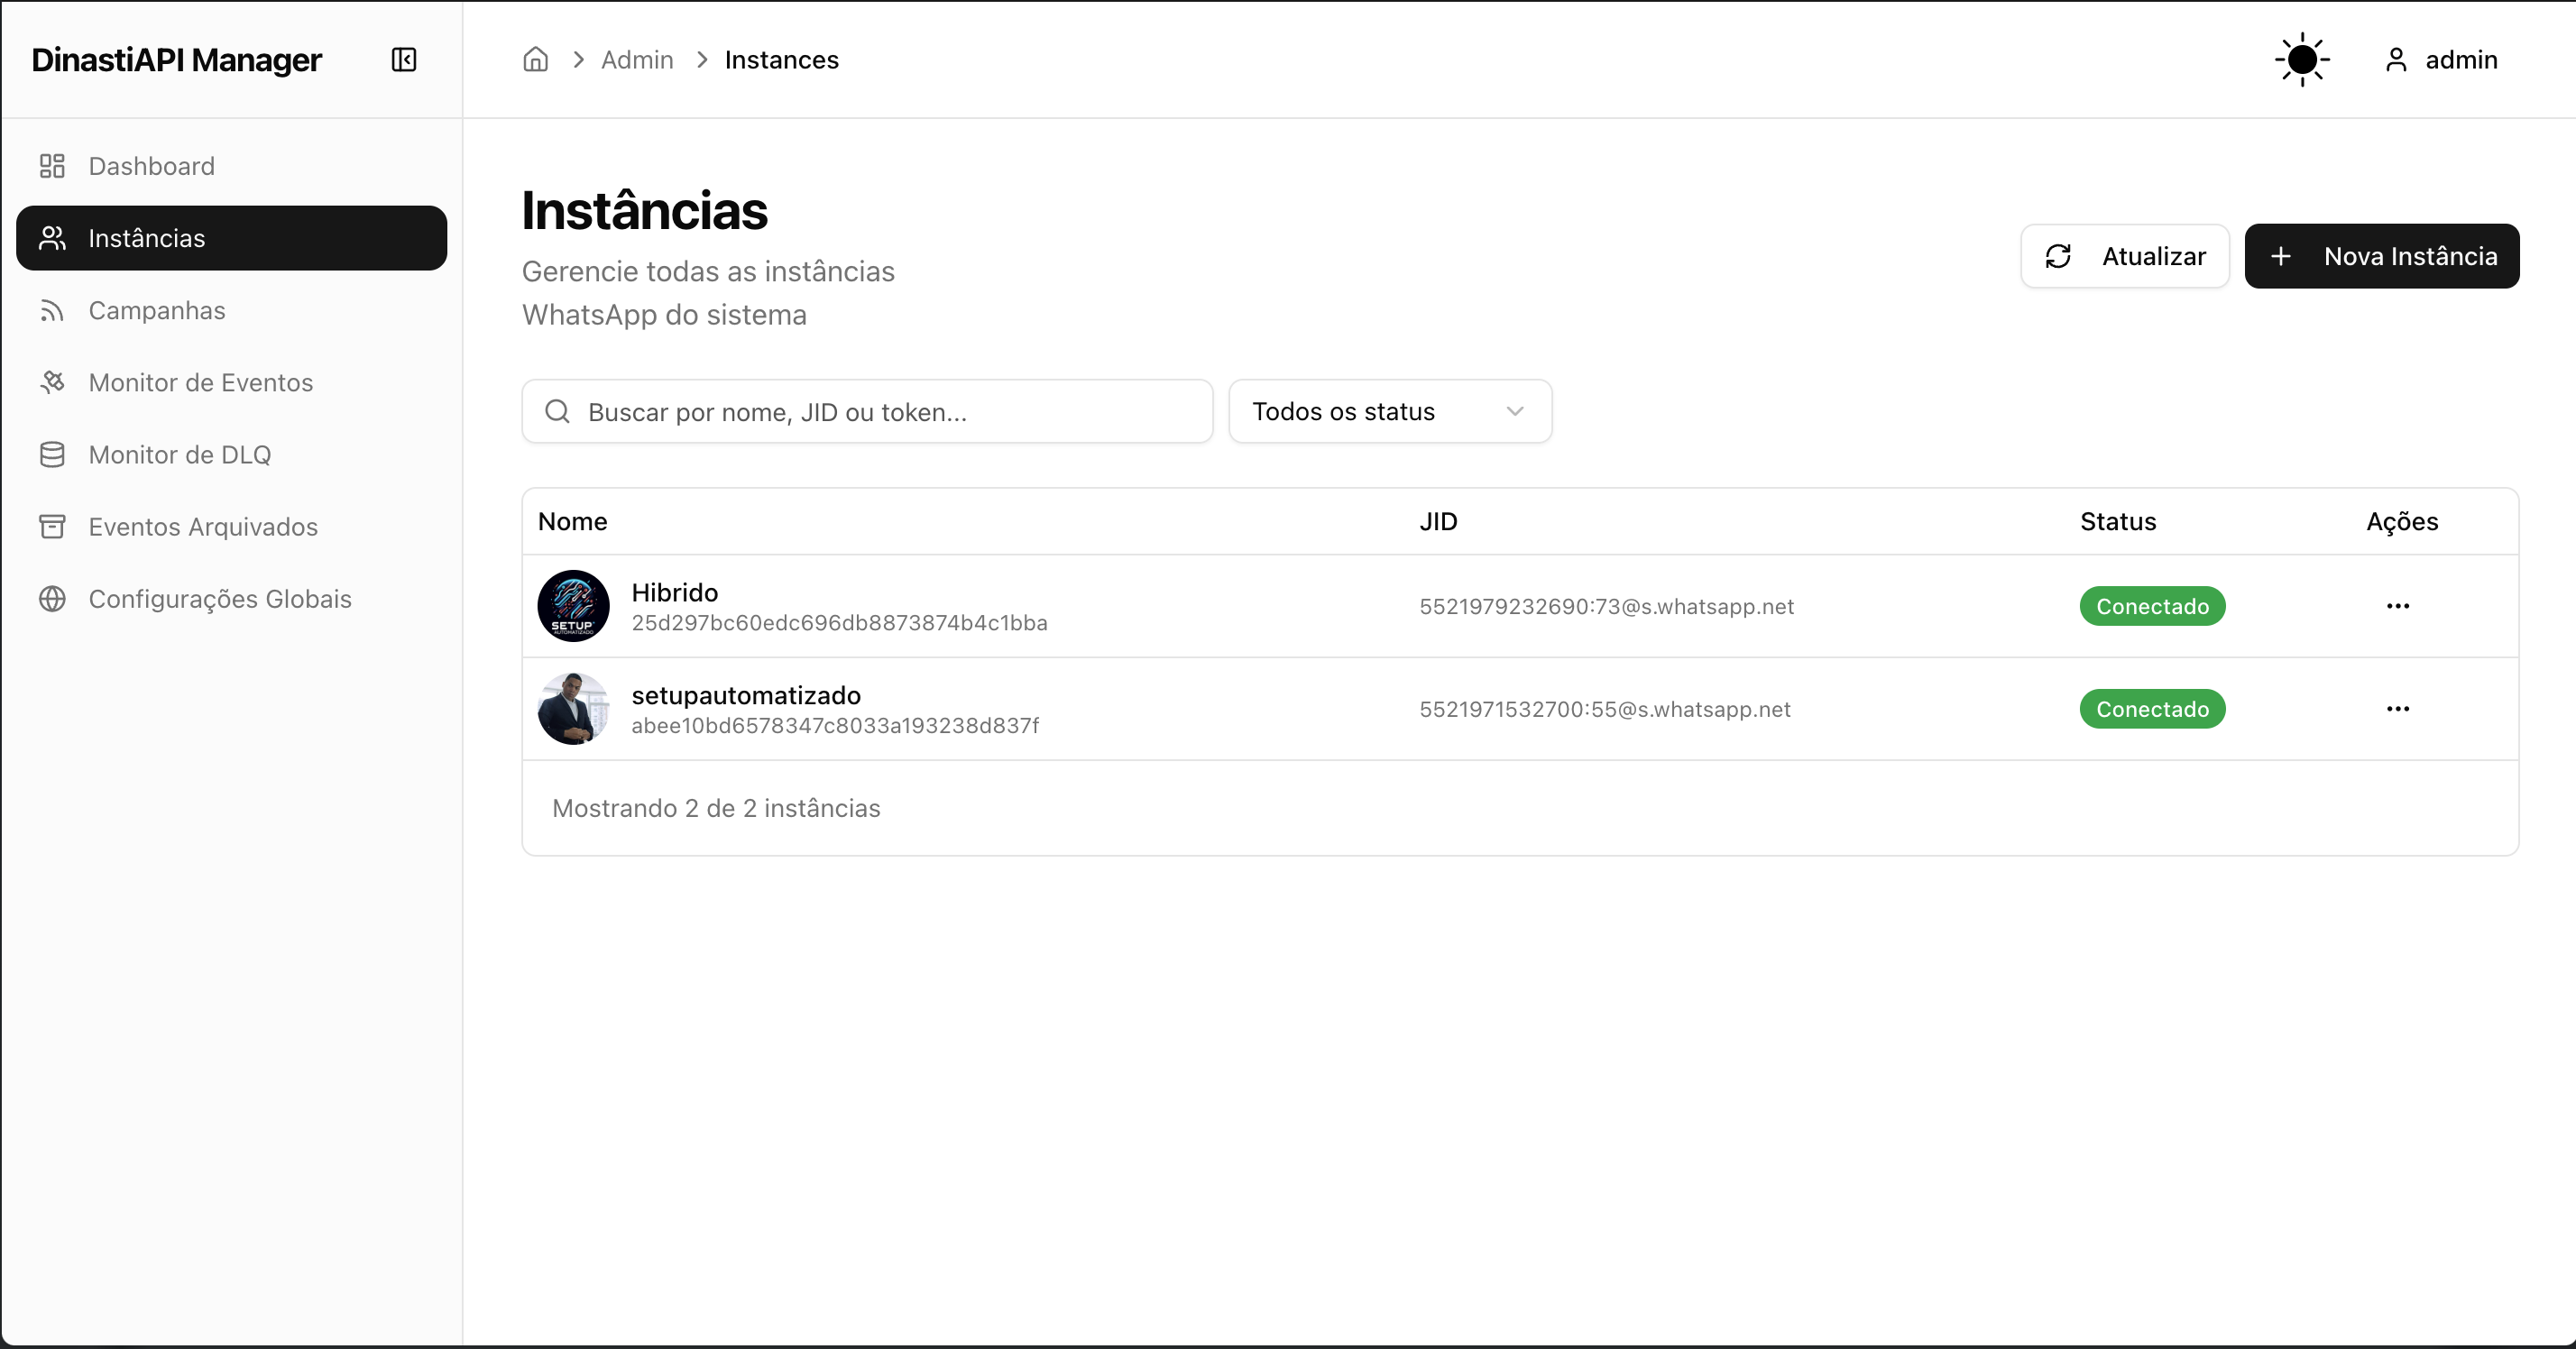 DinastiAPI Manager
Admin
Instances
admin
Dashboard
Instâncias
Campanhas
Monitor de Eventos
Monitor de DLQ
Eventos Arquivados
Configurações Globais
Instâncias
Gerencie todas as instâncias
WhatsApp do sistema
Atualizar
Nova Instância
Buscar por nome, JID ou token...
Todos os status
Nome
JID
Status
Ações
SETUP
AUTOMATIZADO
Hibrido
25d297bc60edc696db8873874b4c1bba
5521979232690:73@s.whatsapp.net
Conectado
setupautomatizado
abee10bd6578347c8033a193238d837f
5521971532700:55@s.whatsapp.net
Conectado
Mostrando 2 de 2 instâncias